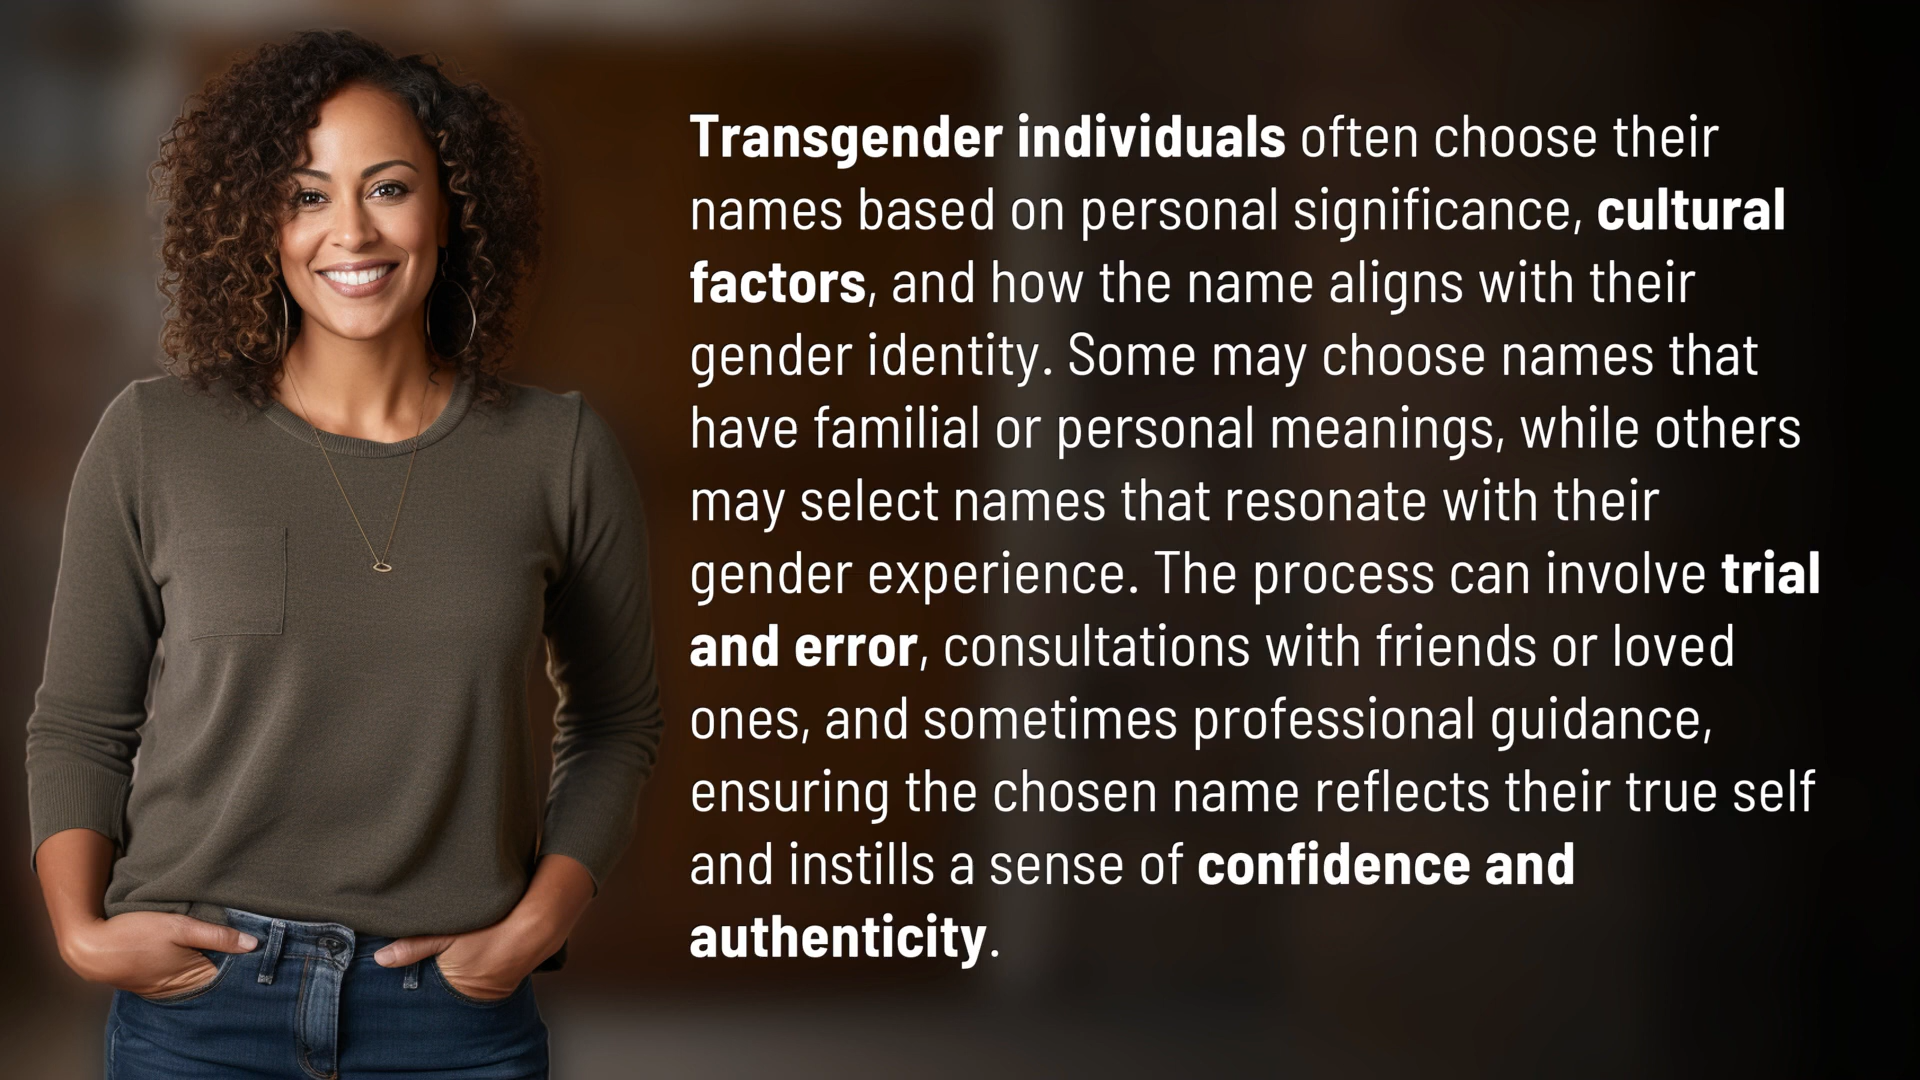 Transgender individuals often choose their
names based on personal significance, cultural
factors, and how the name aligns with their
gender identity. Some may choose names that
have familial or personal meanings, while others
may select names that resonate with their
gender experience. The process can involve trial
and error, consultations with friends or loved
ones, and sometimes professional guidance,
ensuring the chosen name reflects their true self
and instills a sense of confidence and
authenticity.